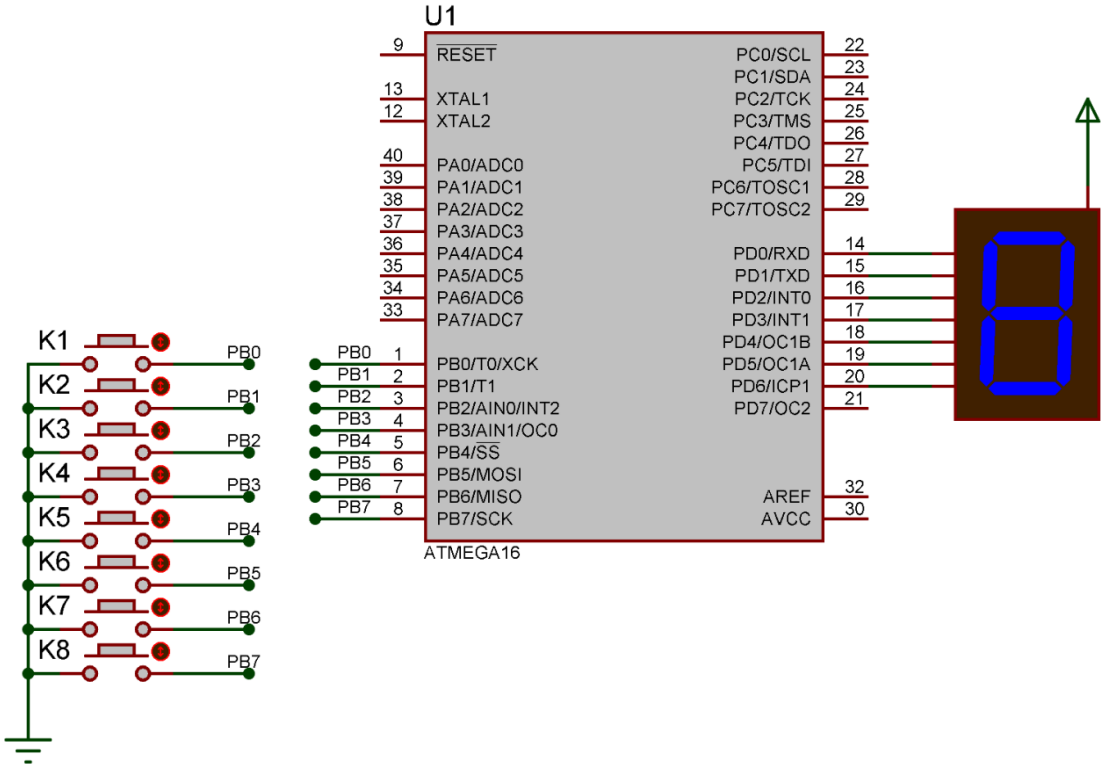 U1
9 RESET
13 XTAL1
12 XTAL2
40 PA0/ADC0
39 PA1/ADC1
38 PA2/ADC2
37 PA3/ADC3
36 PA4/ADC4
35 PA5/ADC5
34 PA6/ADC6
33 PA7/ADC7
PB0 1 PB0/T0/XCK
PB1 2 PB1/T1
PB2 3 PB2/AIN0/INT2
PB3 4 PB3/AIN1/OC0
PB4 5 PB4/SS
PB5 6 PB5/MOSI
PB6 7 PB6/MISO
PB7 8 PB7/SCK
PC0/SCL 22
PC1/SDA 23
PC2/TCK 24
PC3/TMS 25
PC4/TDO 26
PC5/TDI 27
PC6/TOSC1 28
PC7/TOSC2 29
PD0/RXD 14
PD1/TXD 15
PD2/INT0 16
PD3/INT1 17
PD4/OC1B 18
PD5/OC1A 19
PD6/ICP1 20
PD7/OC2 21
AREF 32
AVCC 30
ATMEGA16
K1 PB0
K2 PB1
K3 PB2
K4 PB3
K5 PB4
K6 PB5
K7 PB6
K8 PB7
8